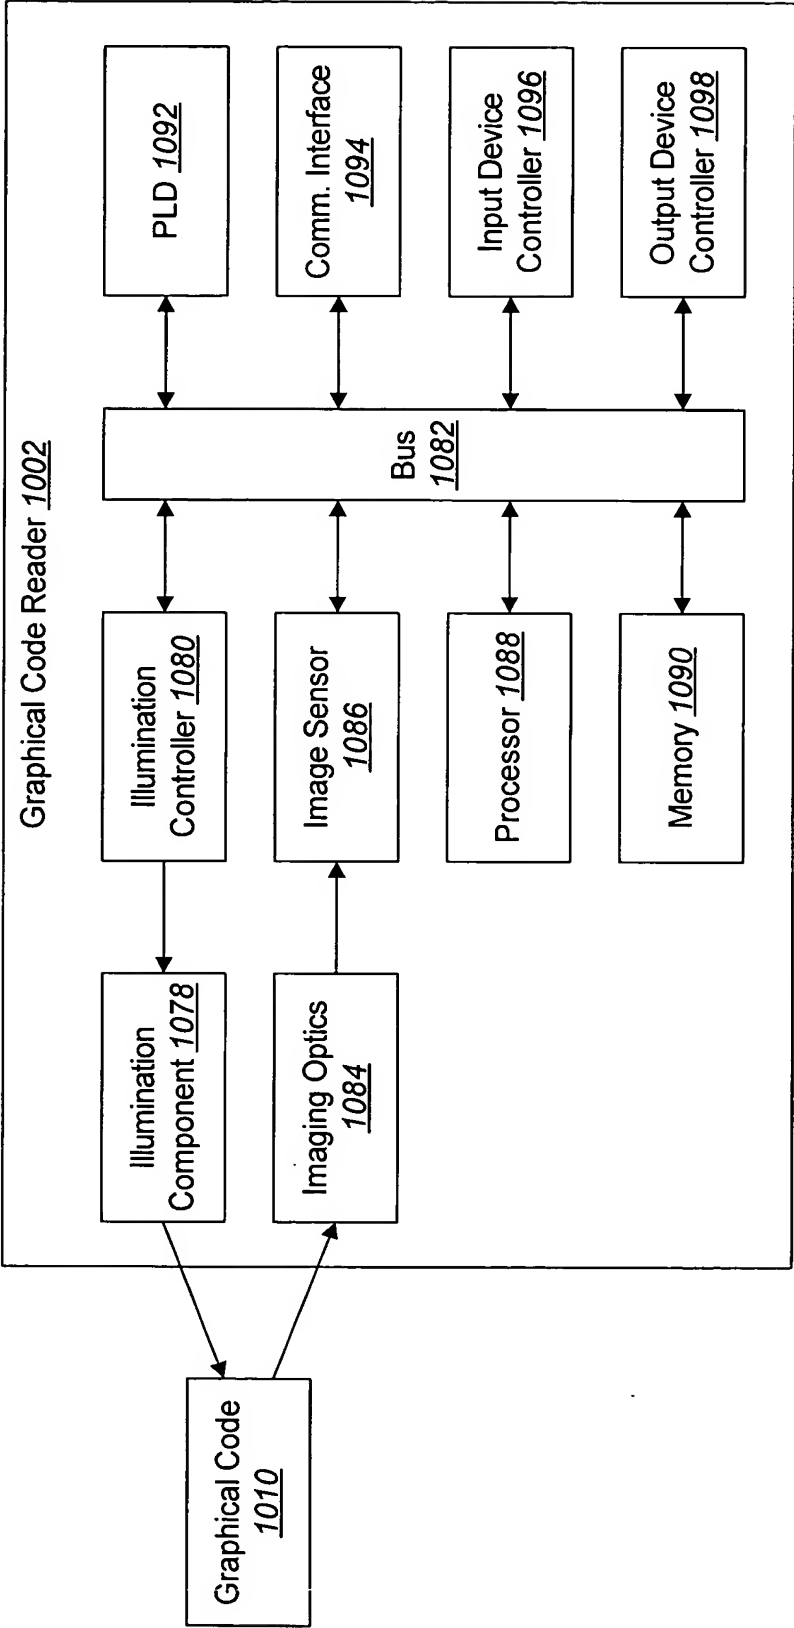 Graphical Code Reader 1002
Graphical Code
1010
Illumination
Component 1078
Illumination
Controller 1080
PLD 1092
Imaging Optics
1084
Image Sensor
1086
Bus
1082
Comm. Interface
1094
Processor 1088
Input Device
Controller 1096
Memory 1090
Output Device
Controller 1098